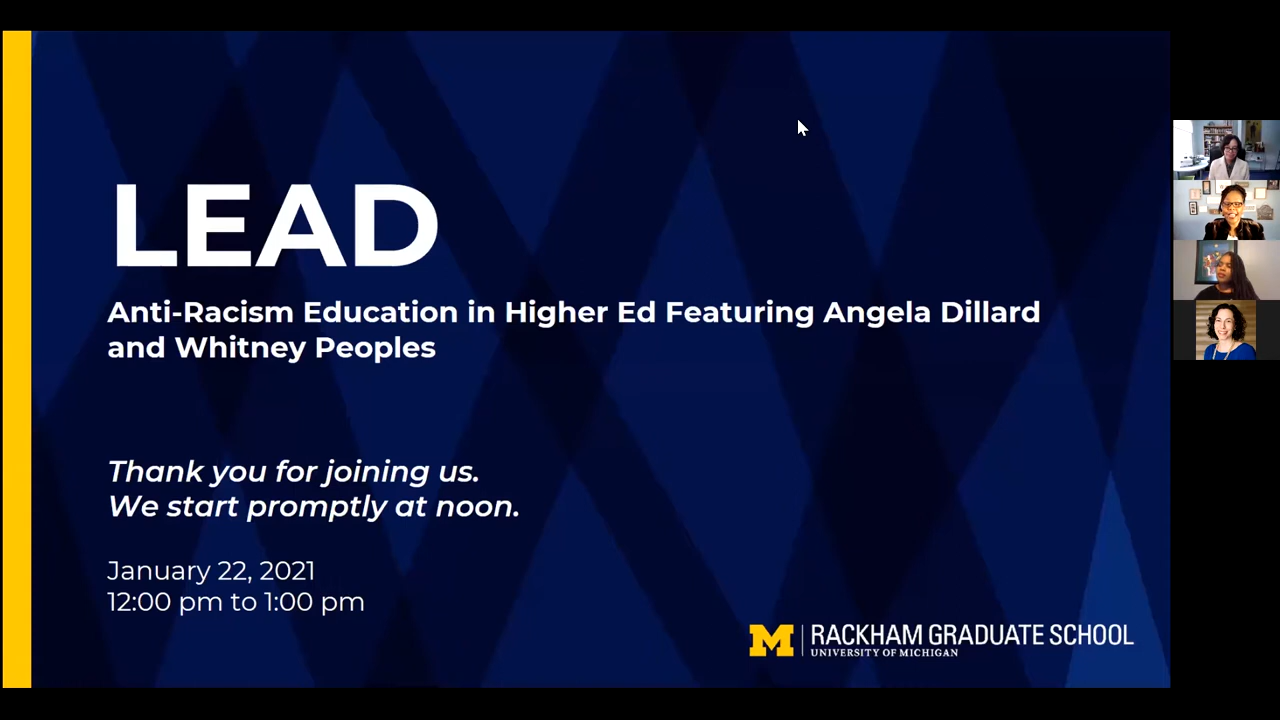 LEAD
Anti-Racism Education in Higher Ed Featuring Angela Dillard
and Whitney Peoples
Thank you for joining us.
We start promptly at noon.
January 22, 2021
12:00 pm to 1:00 pm
M RACKHAM GRADUATE SCHOOL
UNIVERSITY OF MICHIGAN